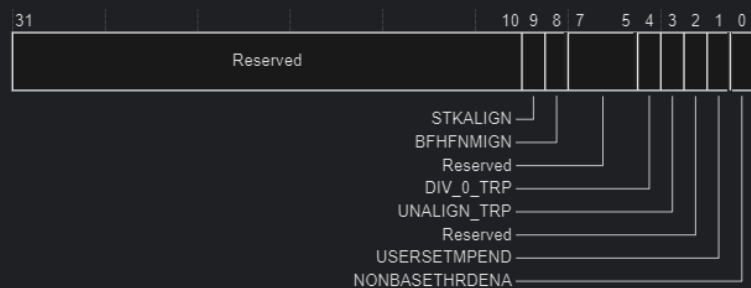 31 10 9 8 7 5 4 3 2 1 0
Reserved
STKALIGN
BFHFNMIGN
Reserved
DIV_0_TRP
UNALIGN_TRP
Reserved
USERSETMPEND
NONBASETHRDENA